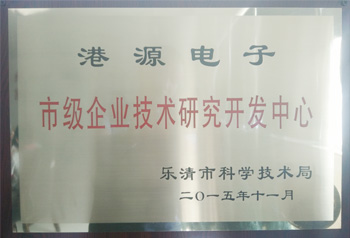 港源电子
市级企业技术研究开发中心
乐清市科学技术局
二〇一五年十一月